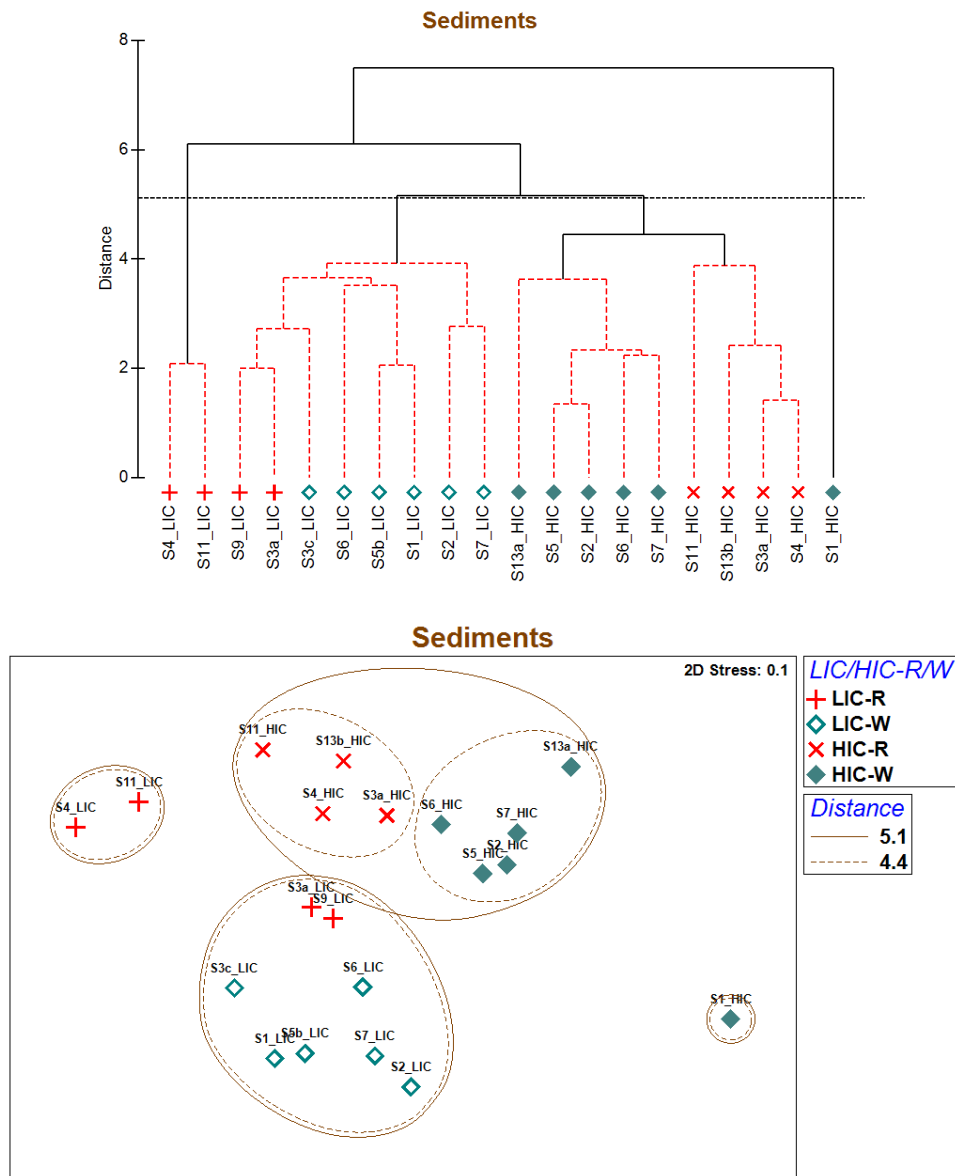 Sediments
8
6
4
2
0
Distance
S4_LIC
S11_LIC
S9_LIC
S3a_LIC
S3c_LIC
S6_LIC
S5b_LIC
S1_LIC
S2_LIC
S7_LIC
S13a_HIC
S5_HIC
S2_HIC
S6_HIC
S7_HIC
S11_HIC
S13b_HIC
S3a_HIC
S4_HIC
S1_HIC
Sediments
2D Stress: 0.1
S11_HIC
S13b_HIC
S13a_HIC
S11_LIC
S4_LIC
S4_HIC
S3a_HIC
S6_HIC
S7_HIC
S2_HIC
S5_HIC
S3a_LIC
S9_LIC
S3c_LIC
S6_LIC
S1_HIC
S1_LIC
S5b_LIC
S7_LIC
S2_LIC
LIC/HIC-R/W
LIC-R
LIC-W
HIC-R
HIC-W
Distance
5.1
4.4